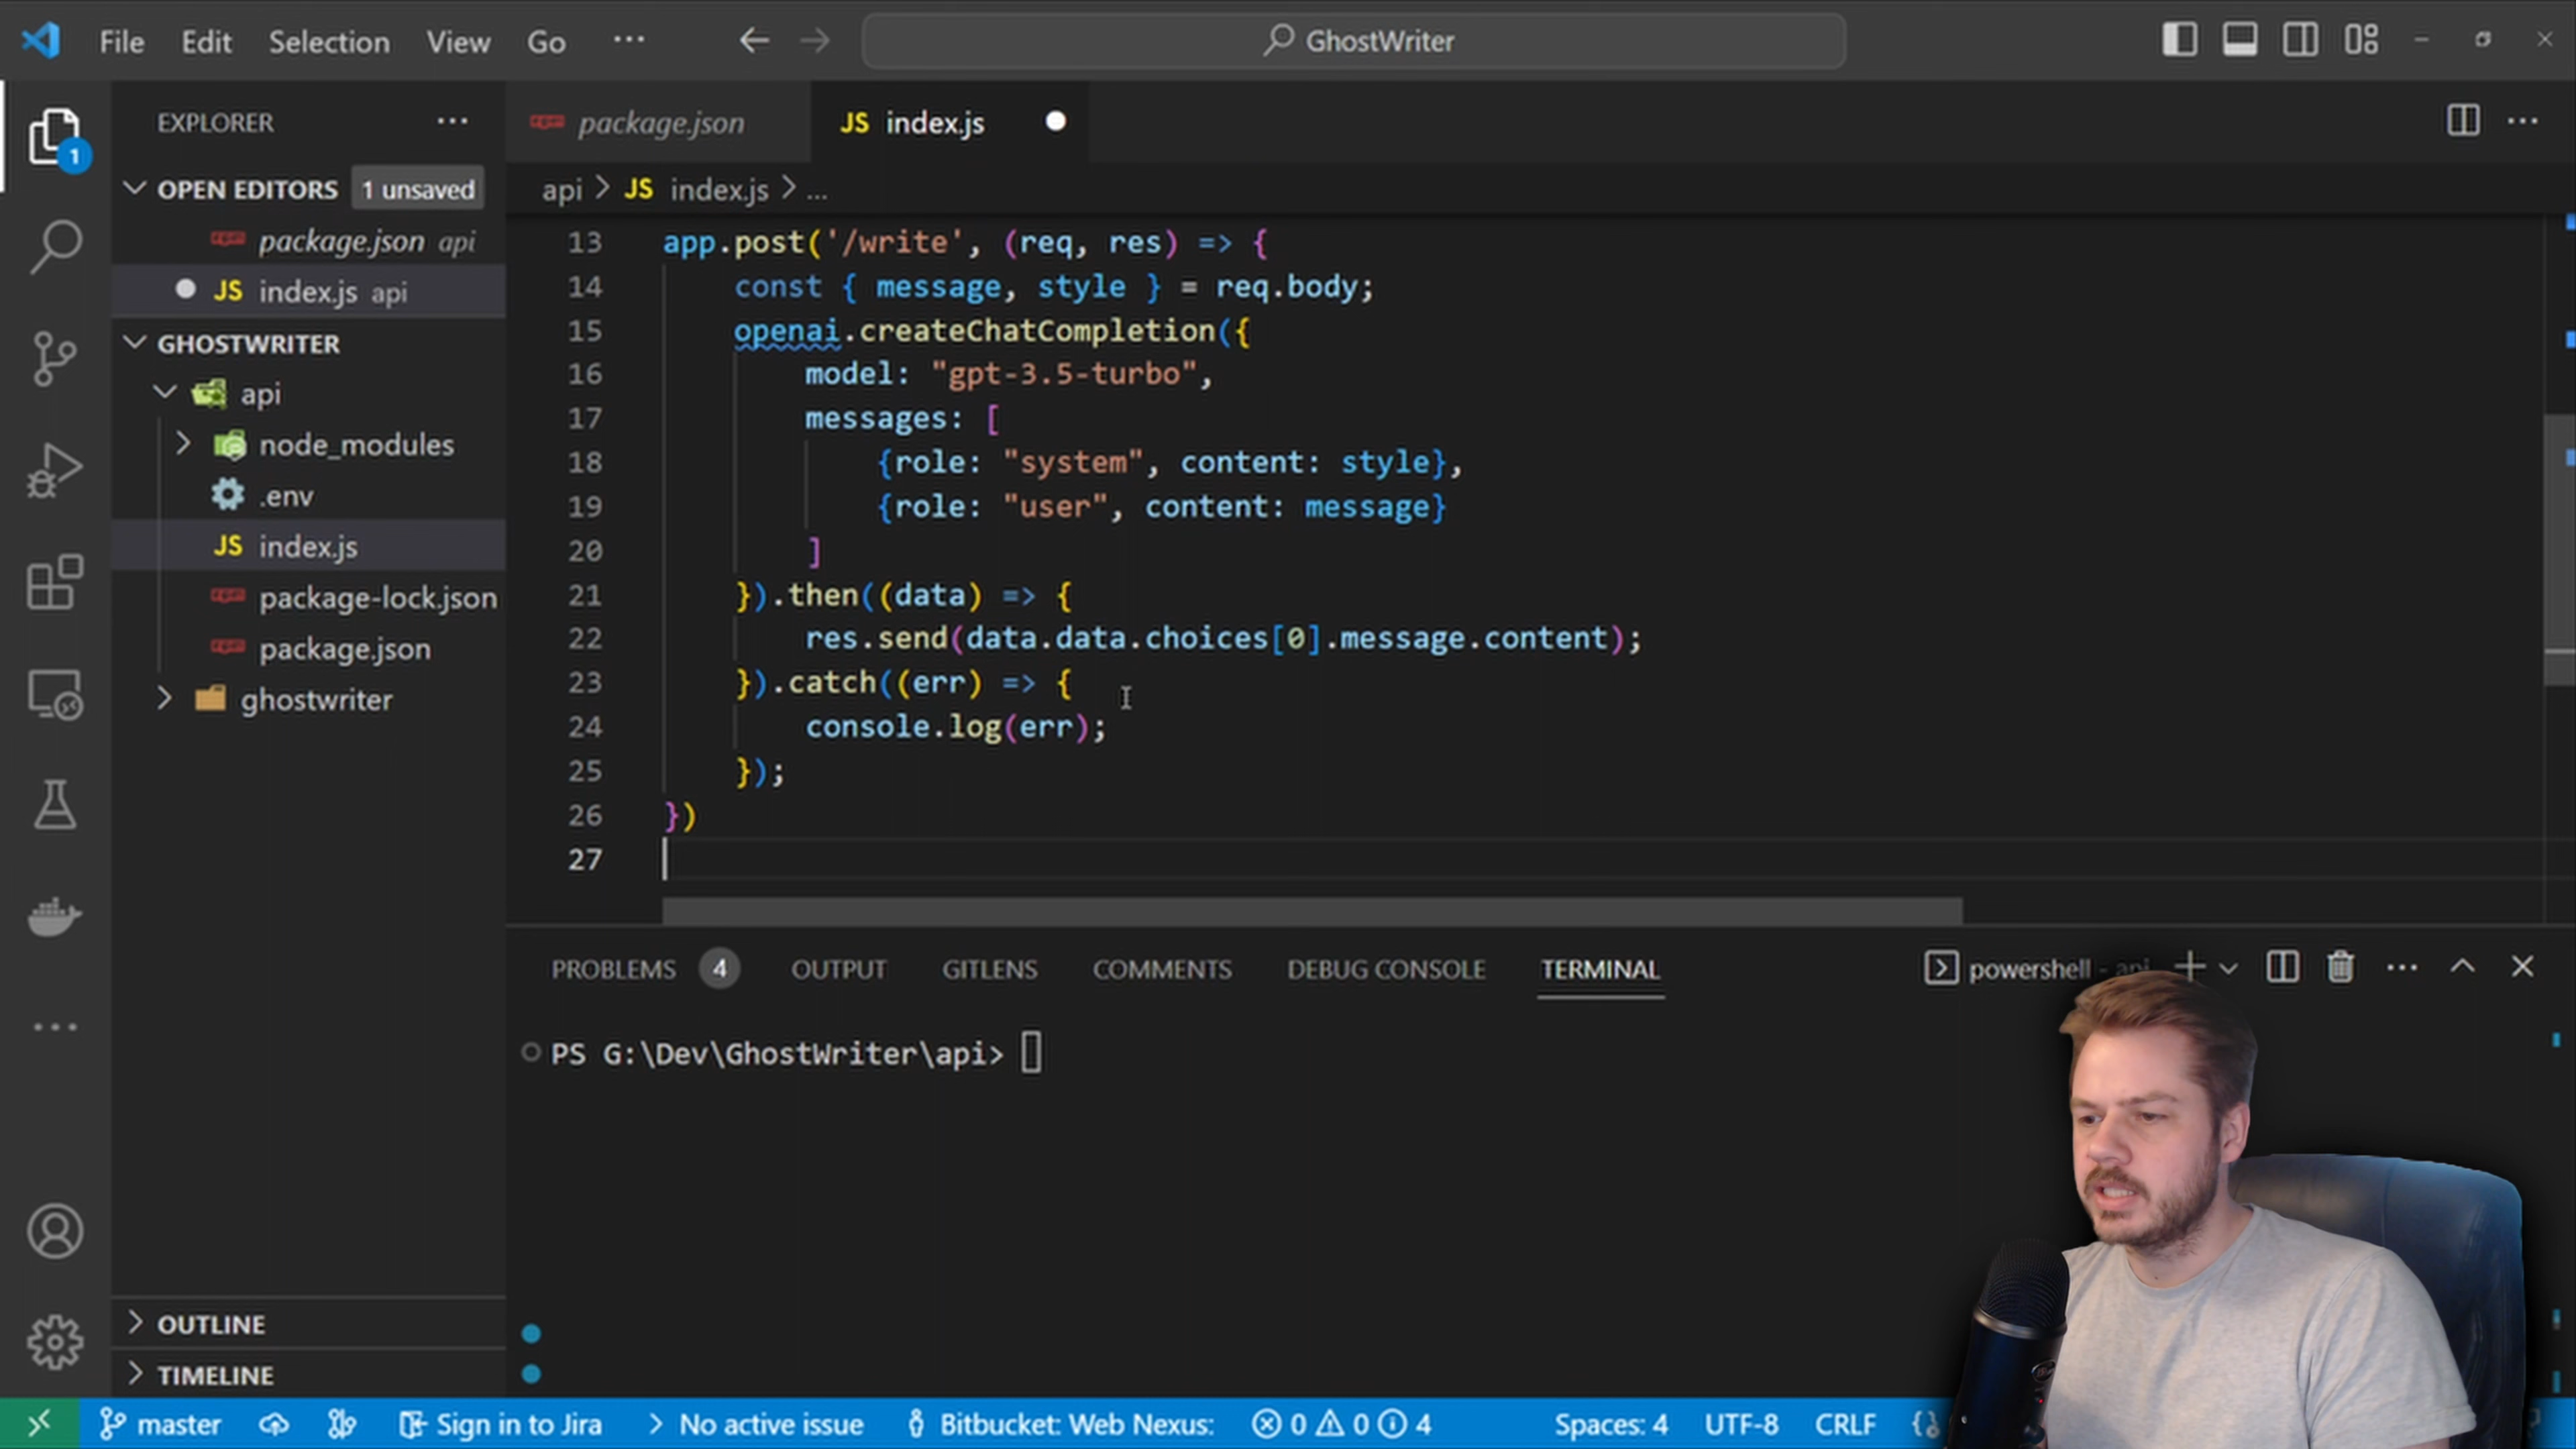 File Edit Selection View Go ... GhostWriter
EXPLORER ...
OPEN EDITORS 1 unsaved
package.json api
JS index.js api
GHOSTWRITER
api
node_modules
.env
JS index.js
package-lock.json
package.json
ghostwriter
OUTLINE
TIMELINE
1
package.json JS index.js
api > JS index.js > ...
13 app.post('/write', (req, res) => {
14 const { message, style } = req.body;
15 openai.createChatCompletion({
16 model: "gpt-3.5-turbo",
17 messages: [
18 {role: "system", content: style},
19 {role: "user", content: message}
20 ]
21 }).then((data) => {
22 res.send(data.data.choices[0].message.content);
23 }).catch((err) => {
24 console.log(err);
25 });
26 })
27
PROBLEMS 4 OUTPUT GITLENS COMMENTS DEBUG CONSOLE TERMINAL powershell - api
PS G:\Dev\GhostWriter\api>
master Sign in to Jira > No active issue Bitbucket: Web Nexus: 0 0 4 Spaces: 4 UTF-8 CRLF {}